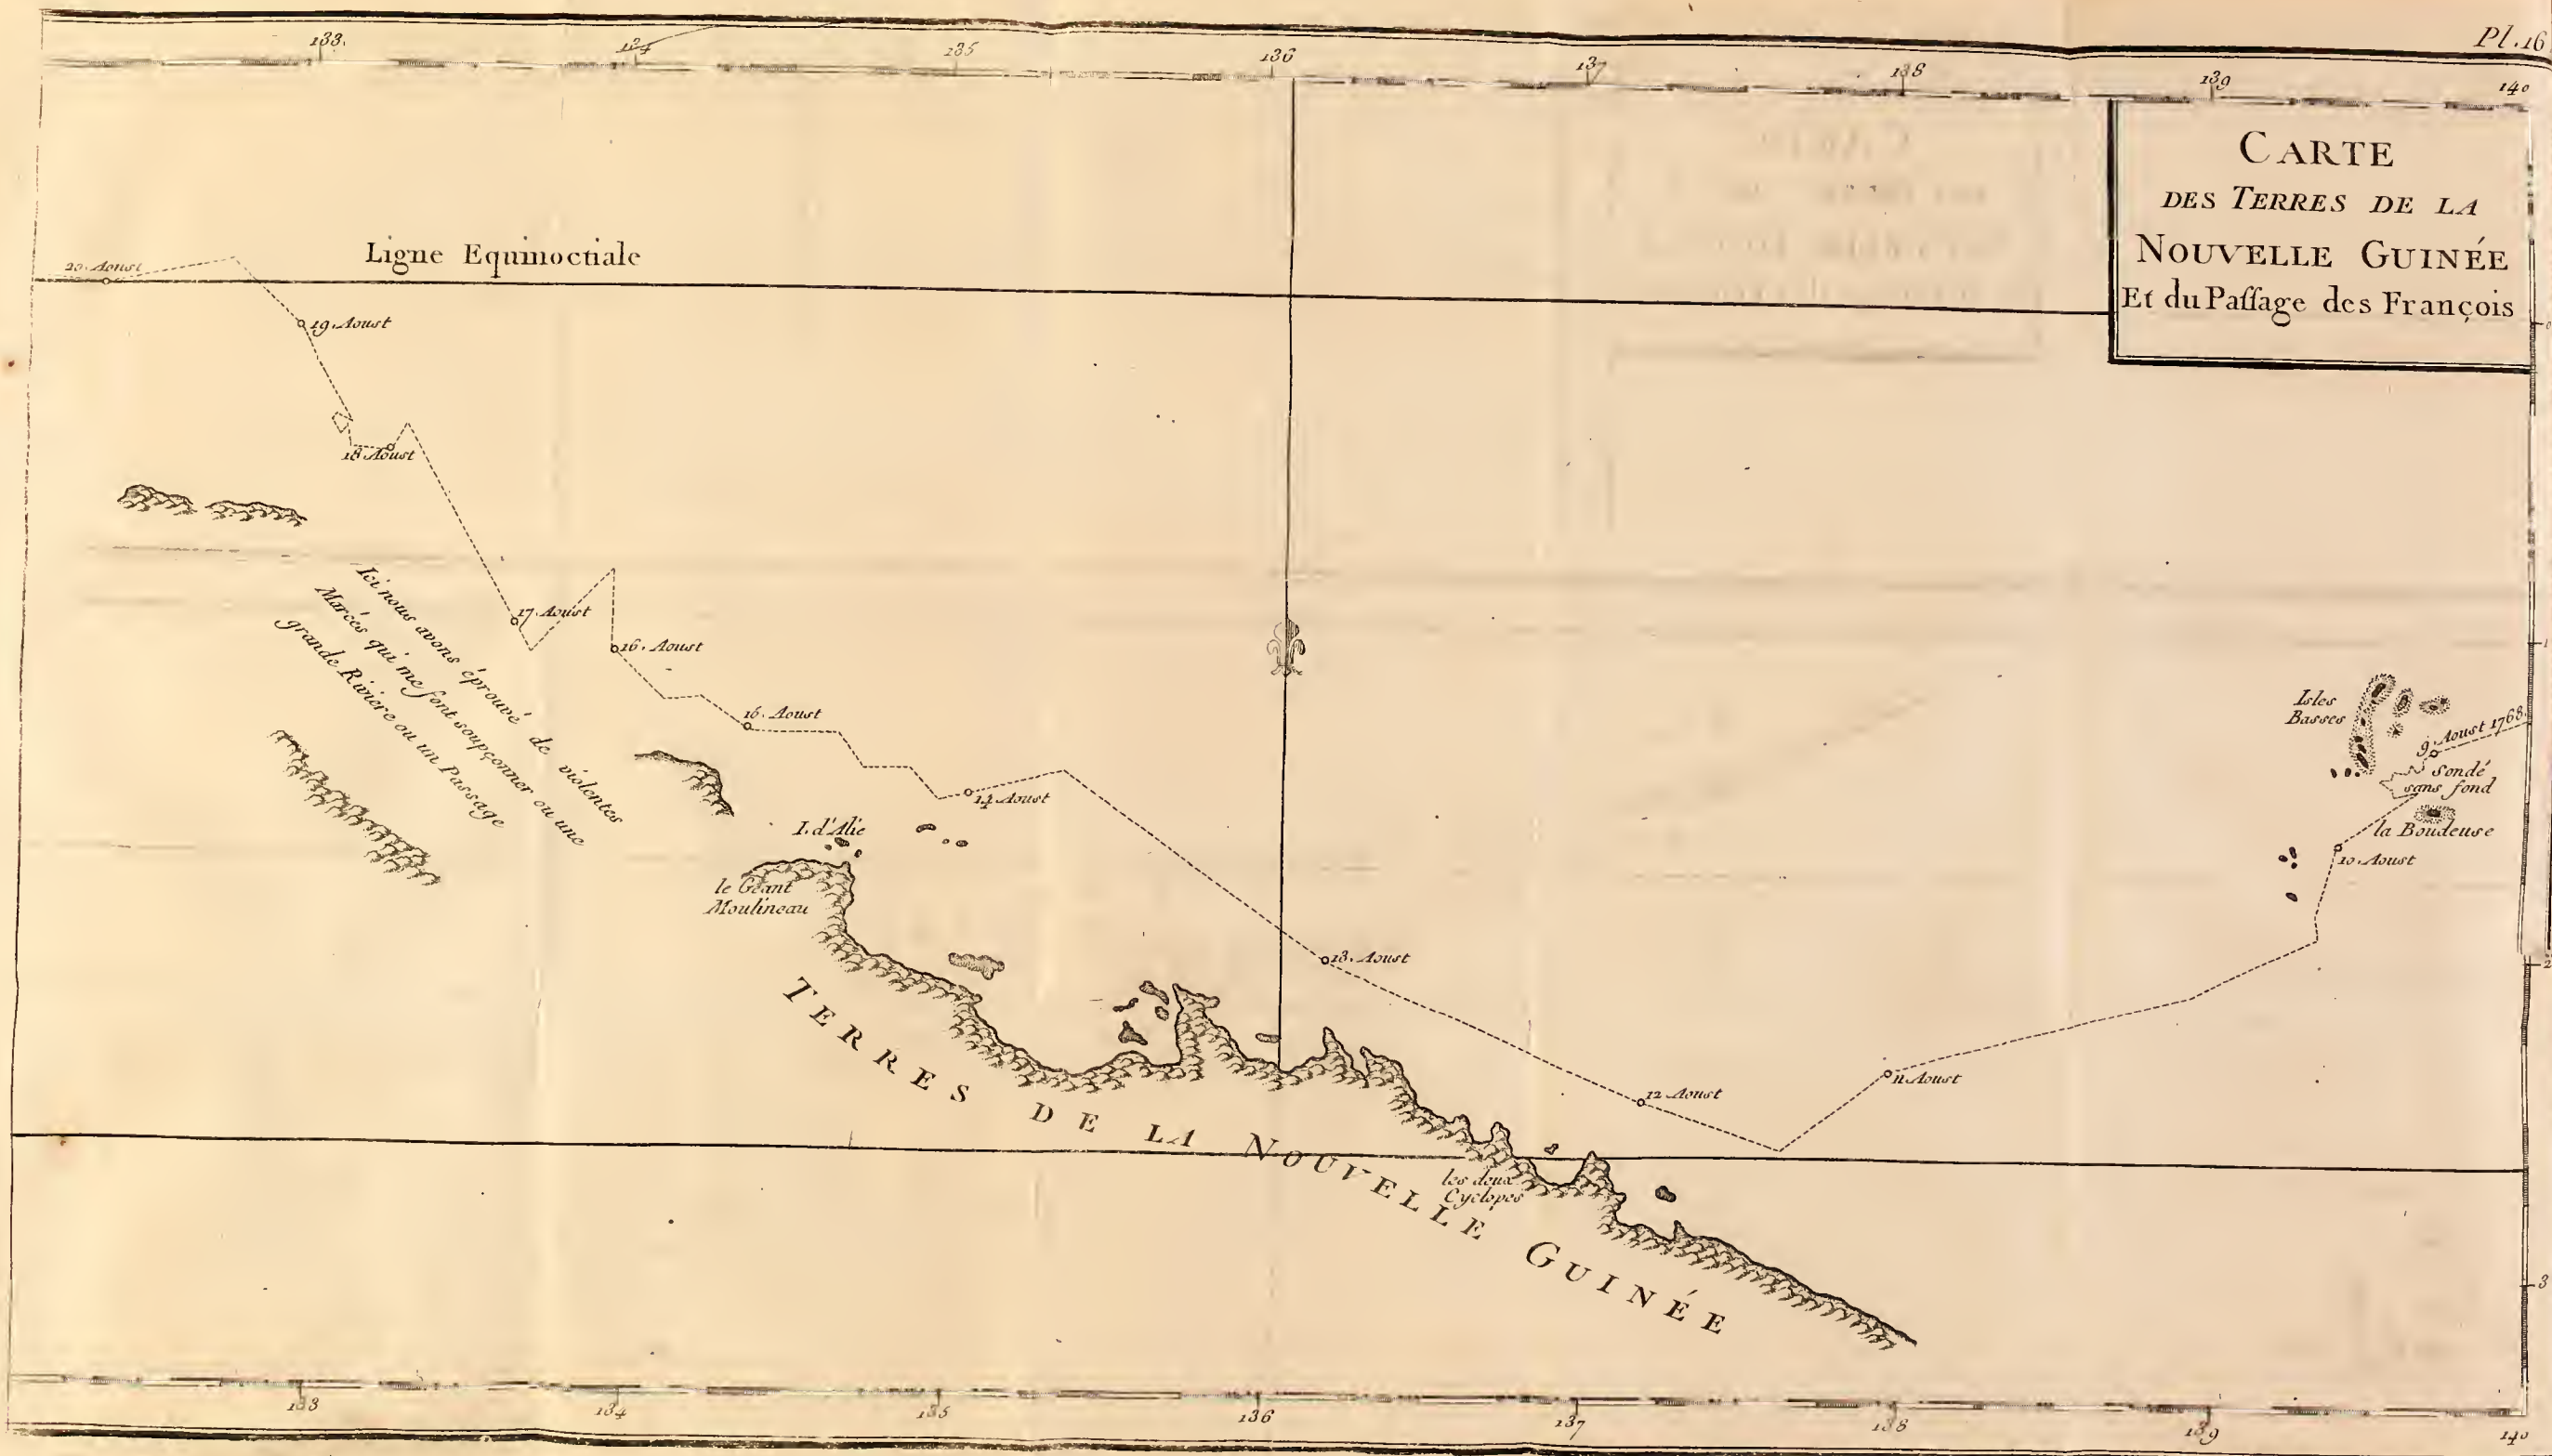 Pl.16
133.
134
135
136
137
138
139
140
CARTE
DES TERRES DE LA
NOUVELLE GUINÉE
Et du Paſſage des François
Ligne Equinoctiale
20. Aoust
19. Aoust
18 Aoust
17. Aoust
16. Aoust
16. Aoust
14 Aoust
13. Aoust
12 Aoust
11 Aoust
10. Aoust
9. Aoust 1768.
Isles
Basses
Sondé
sans fond
la Boudeuse
Ici nous avons éprouvé de violentes
Marées qui me font soupçonner ou une
grande Riviere ou un Passage
I. d'Alie
le Géant
Moulineau
les deux
Cyclopes
TERRES DE LA NOUVELLE GUINÉE
0
1
2
3
133
134
135
136
137
138
139
140